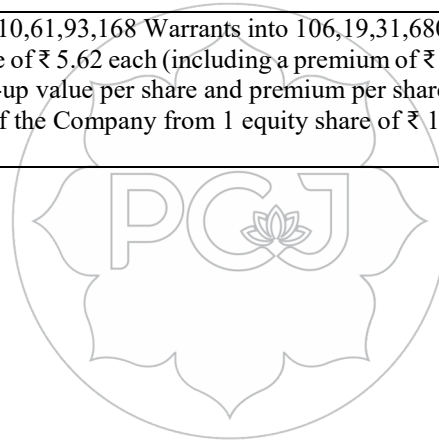 10,61,93,168 Warrants into 106,19,31,680
e of ₹ 5.62 each (including a premium of ₹
-up value per share and premium per share
f the Company from 1 equity share of ₹ 1
PCJ